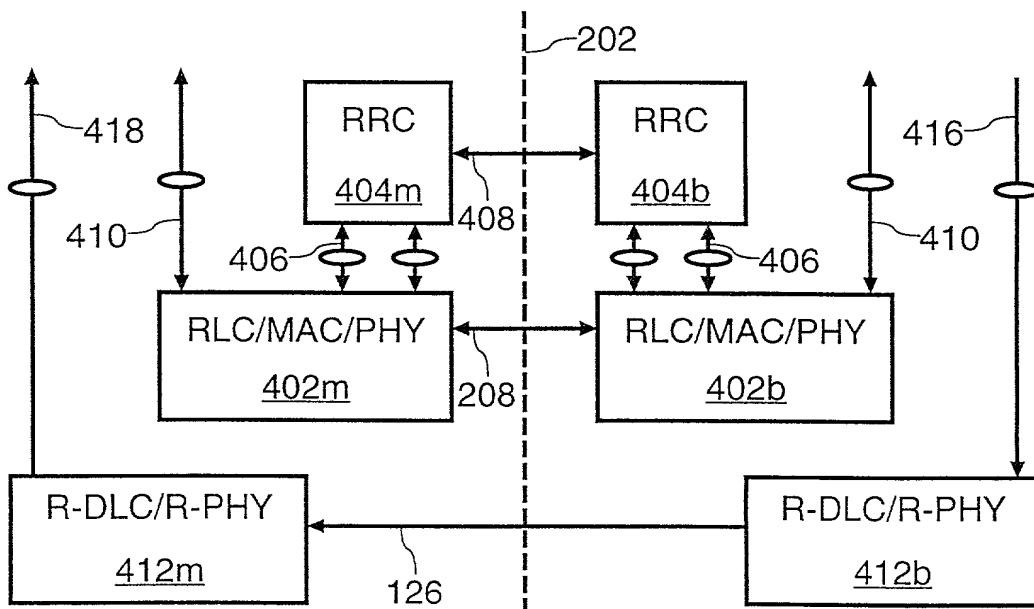 202
418
RRC
RRC
416
404m
404b
410
408
410
406
406
RLC/MAC/PHY
RLC/MAC/PHY
402m
208
402b
R-DLC/R-PHY
R-DLC/R-PHY
412m
126
412b